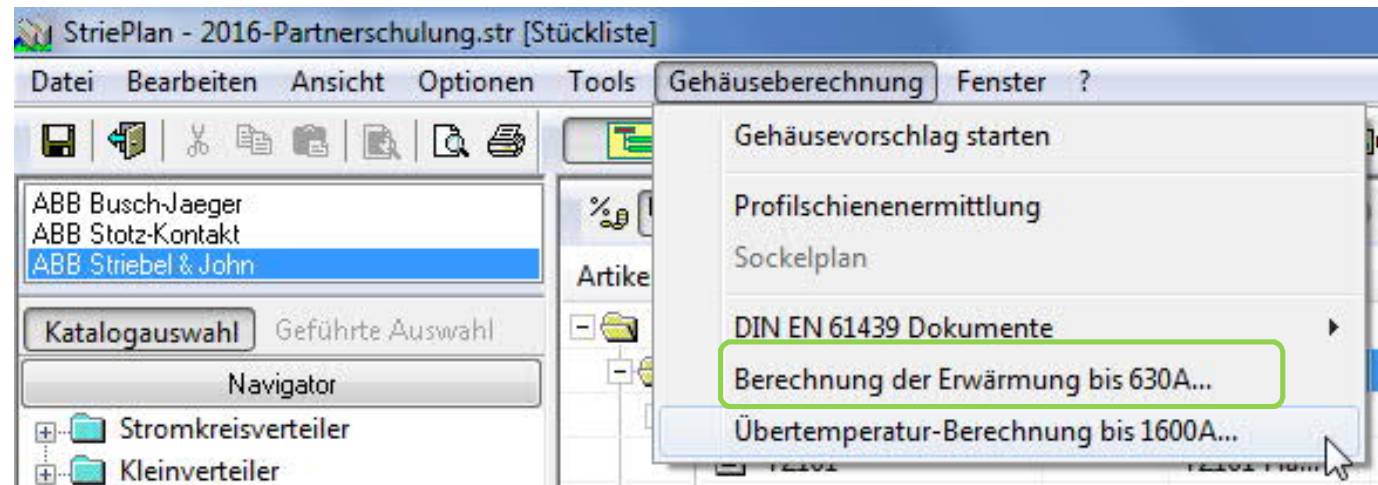 StriePlan - 2016-Partnerschulung.str [Stückliste]
Datei Bearbeiten Ansicht Optionen Tools Gehäuseberechnung Fenster ?
Gehäusevorschlag starten
Profilschienenermittlung
Sockelplan
DIN EN 61439 Dokumente
Berechnung der Erwärmung bis 630A...
Übertemperatur-Berechnung bis 1600A...
ABB Busch-Jaeger
ABB Stotz-Kontakt
ABB Striebel & John
Artike
Katalogauswahl Geführte Auswahl
Navigator
Stromkreisverteiler
Kleinverteiler